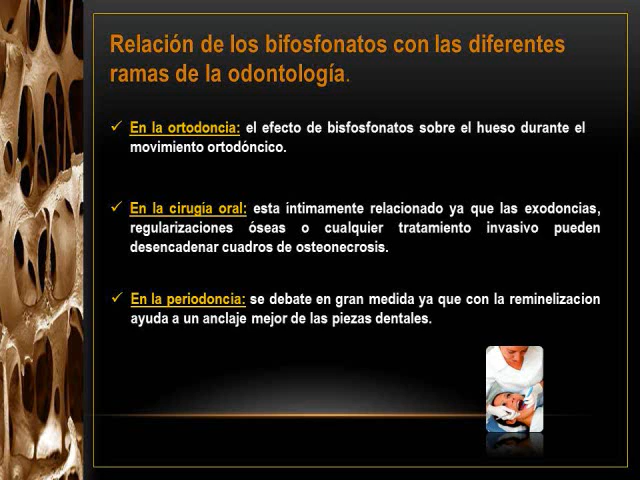 Relación de los bifosfonatos con las diferentes
ramas de la odontología.
En la ortodoncia: el efecto de bisfosfonatos sobre el hueso durante el
movimiento ortodóncico.
En la cirugía oral: esta íntimamente relacionado ya que las exodoncias,
regularizaciones óseas o cualquier tratamiento invasivo pueden
desencadenar cuadros de osteonecrosis.
En la periodoncia: se debate en gran medida ya que con la reminelizacion
ayuda a un anclaje mejor de las piezas dentales.